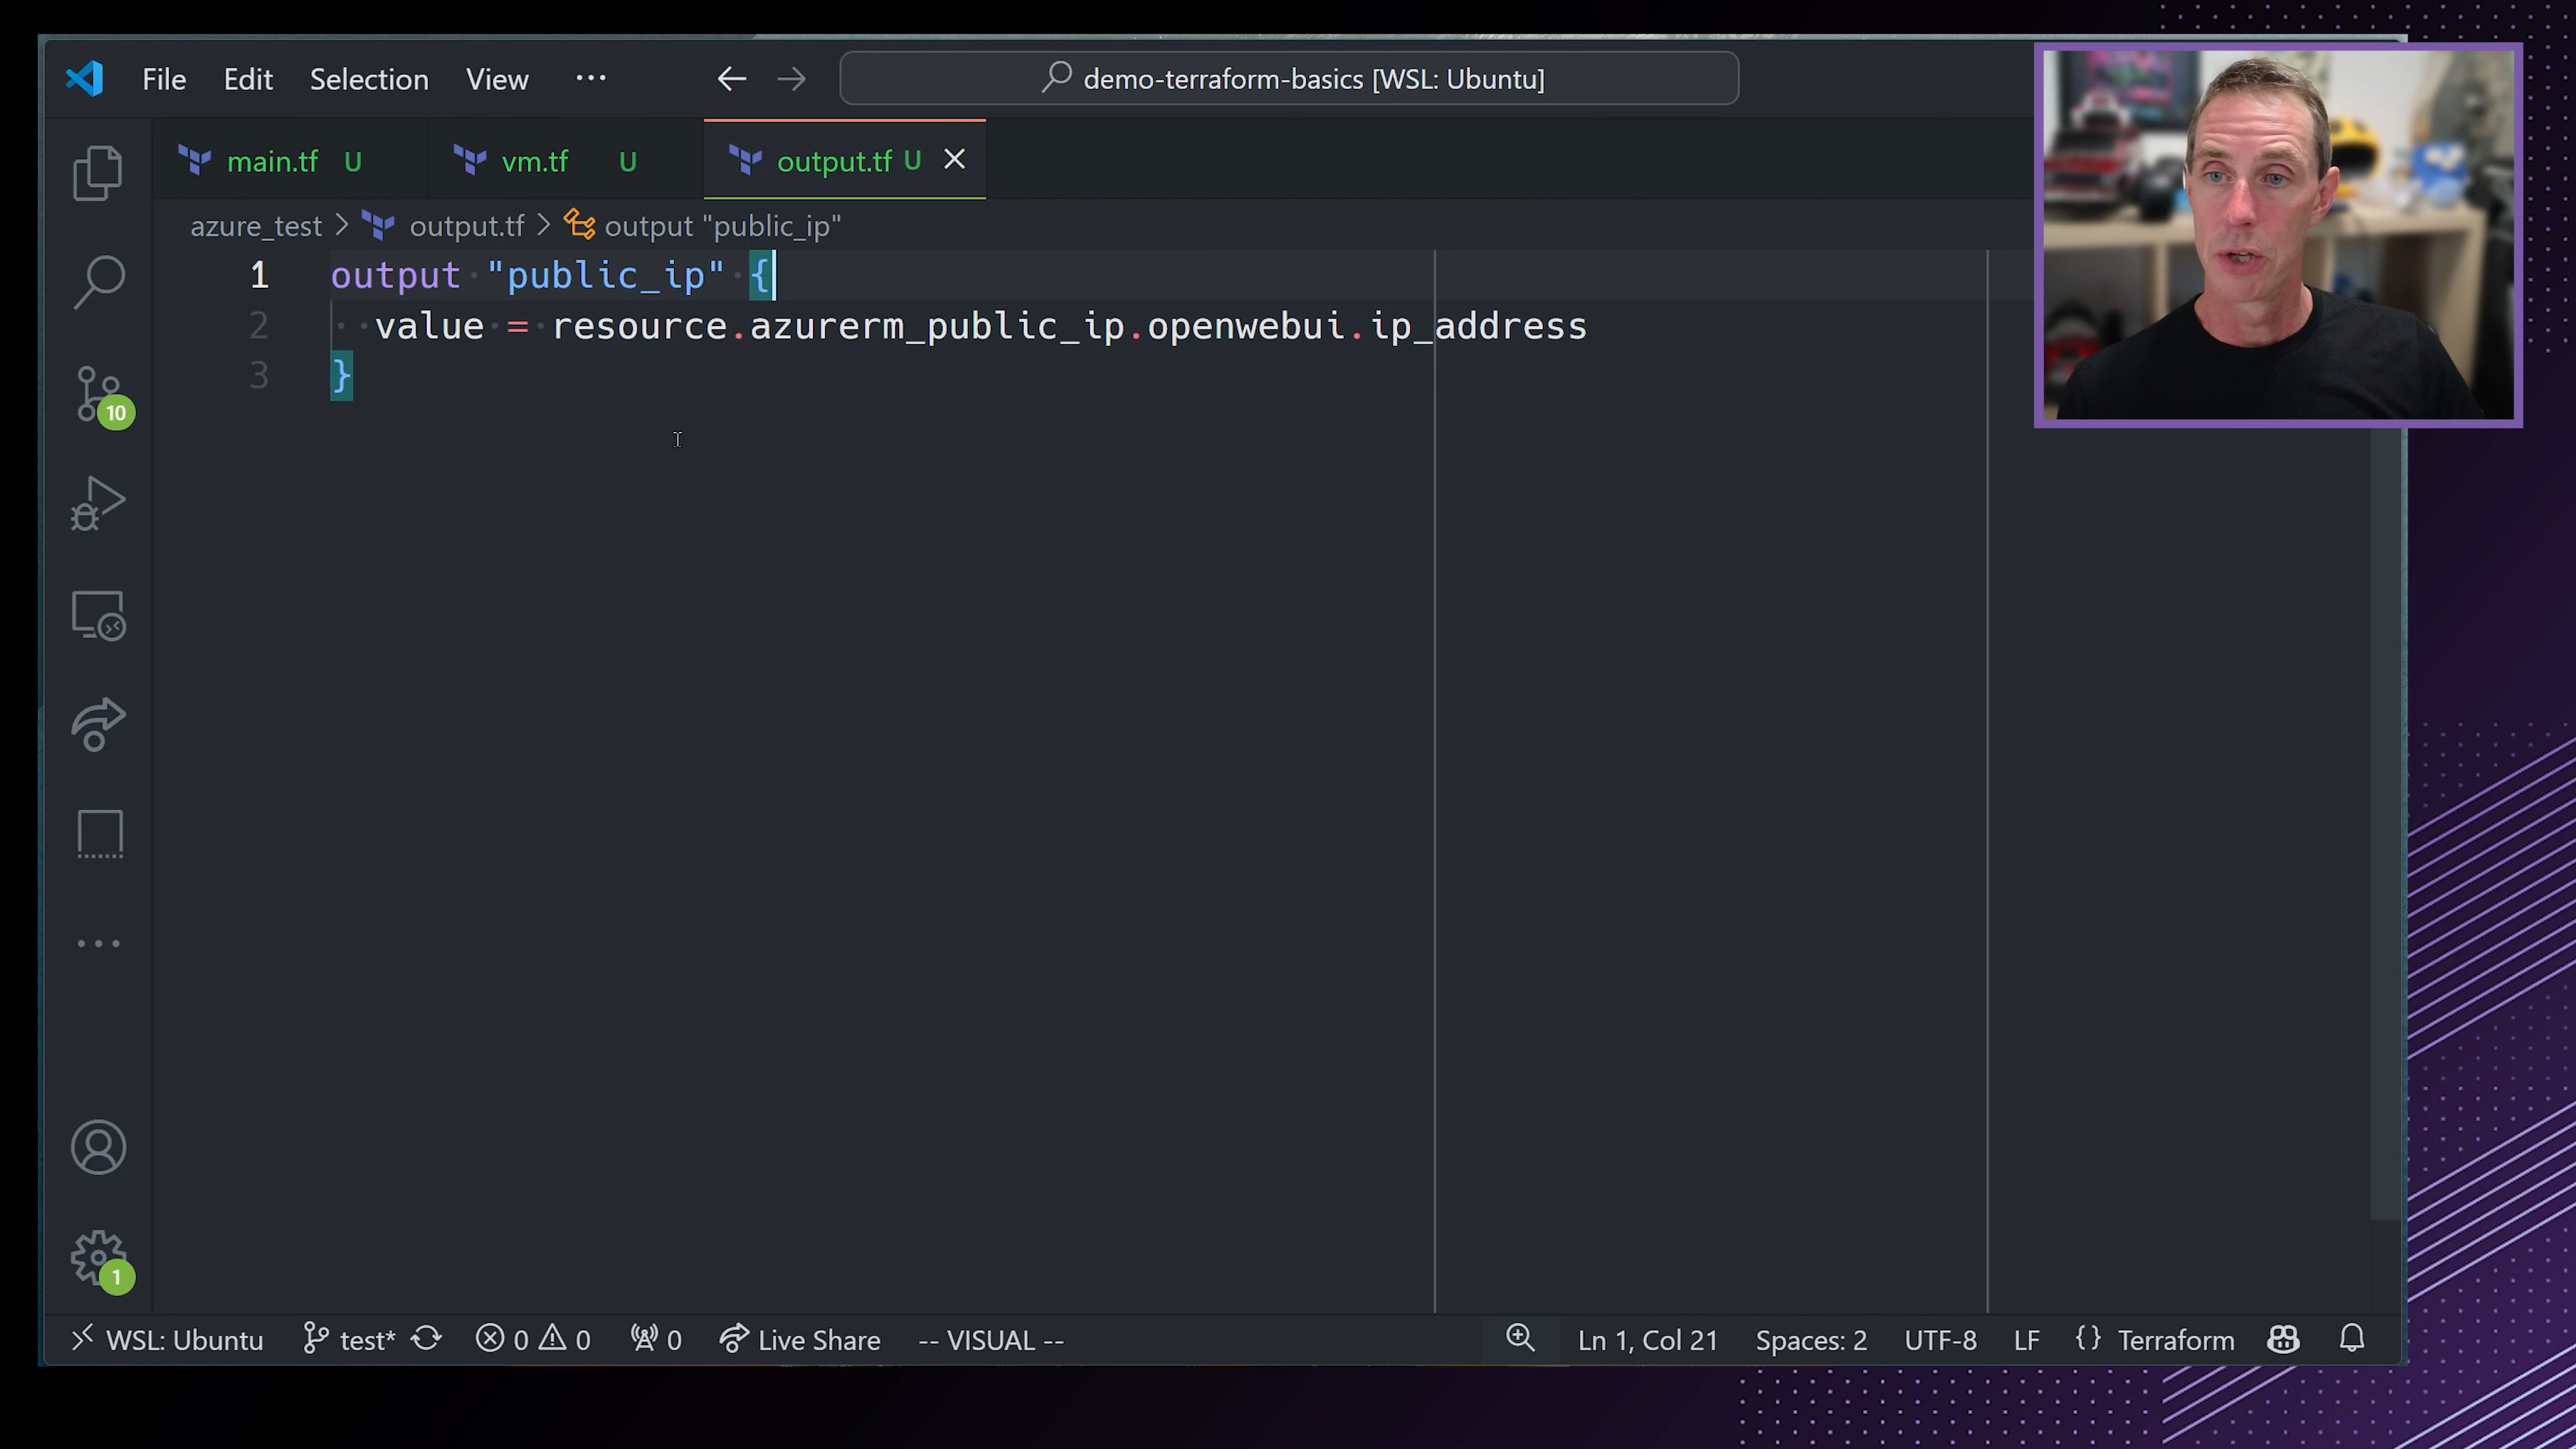 File Edit Selection View ...
demo-terraform-basics [WSL: Ubuntu]
main.tf U
vm.tf U
output.tf U
azure_test > output.tf > output "public_ip"
1 output "public_ip" {
2 value = resource.azurerm_public_ip.openwebui.ip_address
3 }
10
1
WSL: Ubuntu test* 0 0 0 Live Share -- VISUAL -- Ln 1, Col 21 Spaces: 2 UTF-8 LF {} Terraform